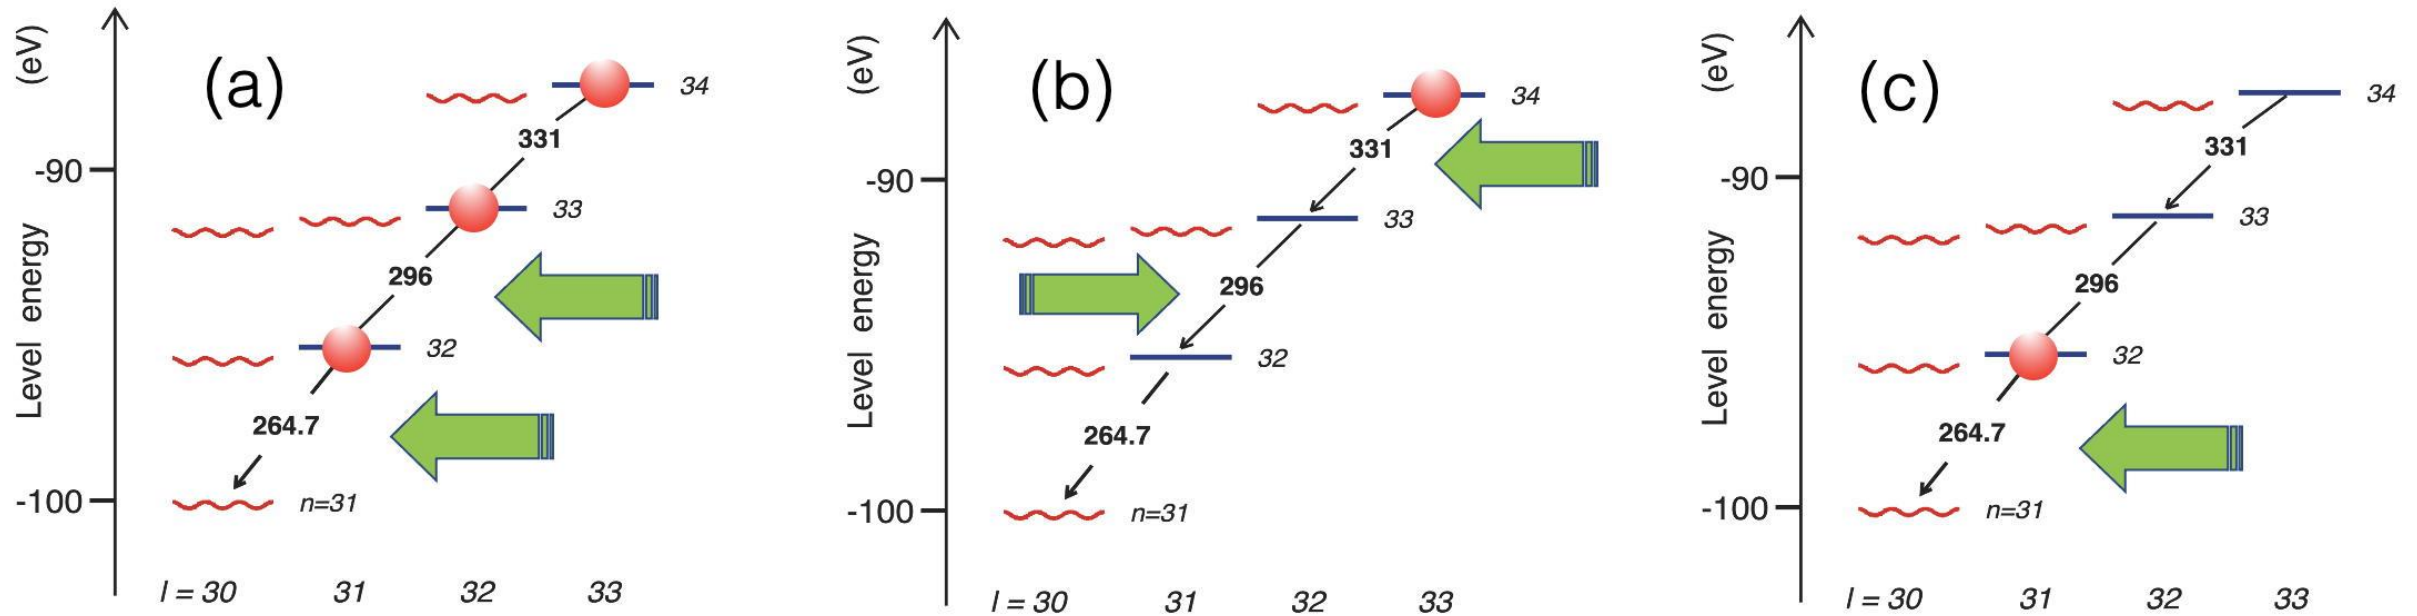 (eV)
(a)
34
331
-90
33
296
Level energy
32
264.7
-100
n=31
l = 30 31 32 33
(eV)
(b)
34
331
-90
33
296
Level energy
32
264.7
-100
n=31
l = 30 31 32 33
(eV)
(c)
34
331
-90
33
296
Level energy
32
264.7
-100
n=31
l = 30 31 32 33